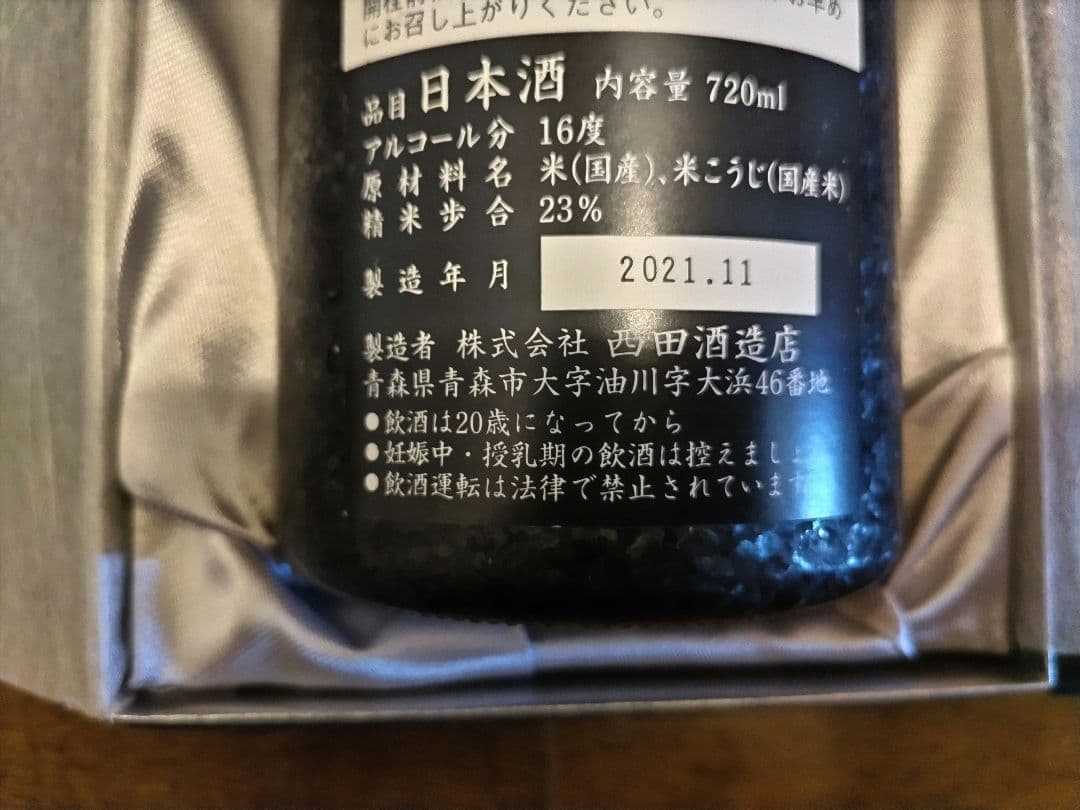 にお召し上がりください。
品目 日本酒 内容量 720ml
アルコール分 16度
原材料名 米(国産)、米こうじ(国産米)
精米歩合 23%
製造年月 2021.11
製造者 株式会社 西田酒造店
青森県青森市大字油川字大浜46番地
●飲酒は20歳になってから
●妊娠中・授乳期の飲酒は控えましょ
●飲酒運転は法律で禁止されています